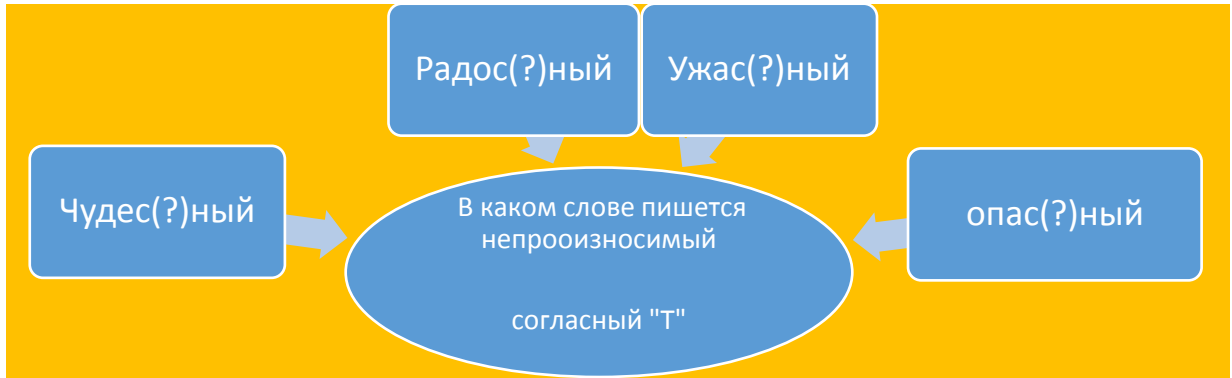 Радос(?)ный
Ужас(?)ный
Чудес(?)ный
опас(?)ный
В каком слове пишется
непрооизносимый
согласный "Т"